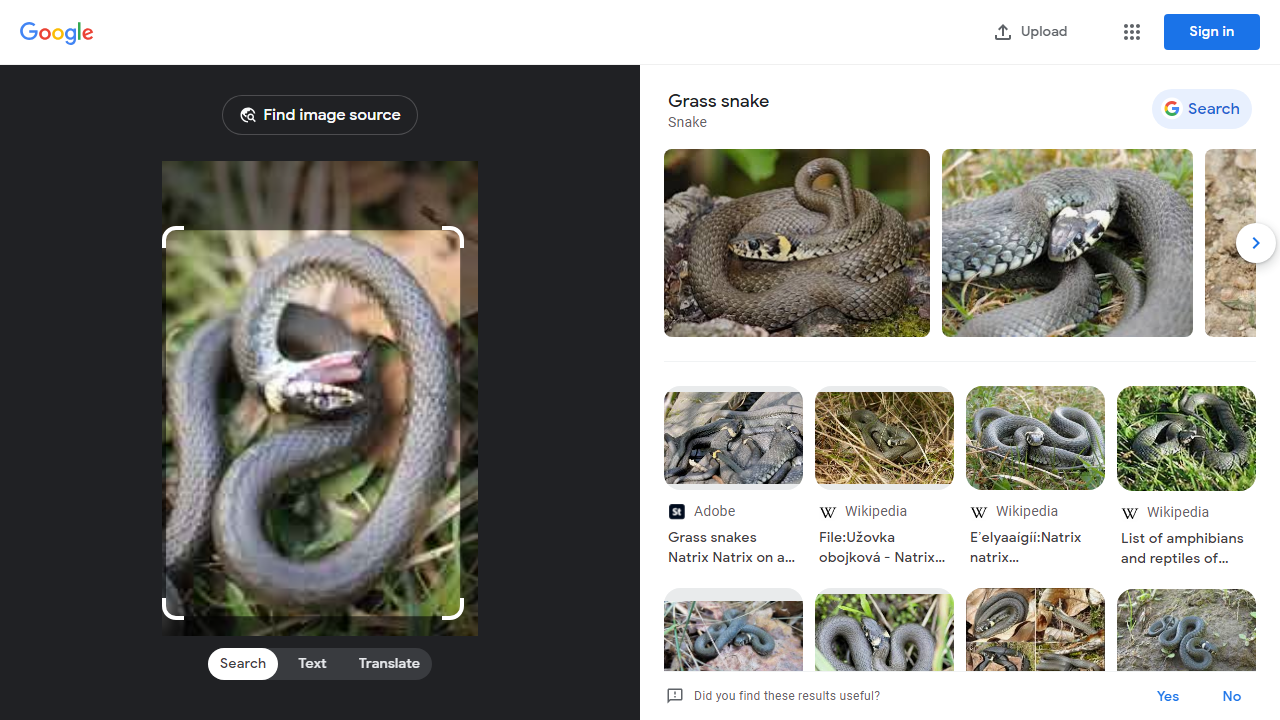 Google
Upload
Sign in
Find image source
Search
Text
Translate
Grass snake
Snake
Search
St
Adobe
Grass snakes
Natrix Natrix on a...
W
Wikipedia
File:Užovka
obojková - Natrix...
W
Wikipedia
Eʼelyaaígíí:Natrix
natrix...
W
Wikipedia
List of amphibians
and reptiles of...
Did you find these results useful?
Yes
No